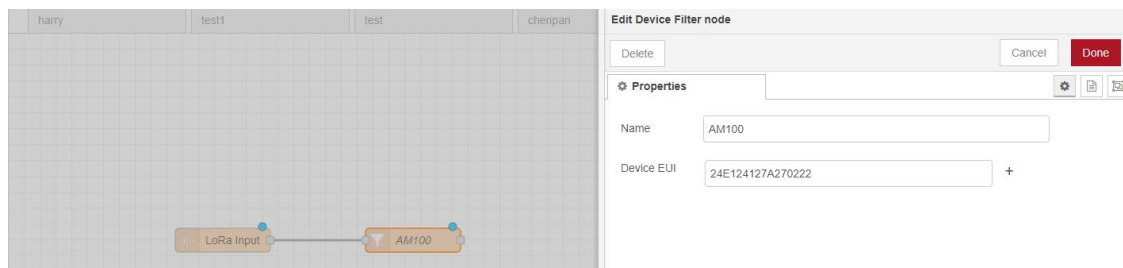 harry test1 test chenpan
Edit Device Filter node
Delete Cancel Done
Properties
Name AM100
Device EUI 24E124127A270222 +
LoRa Input AM100